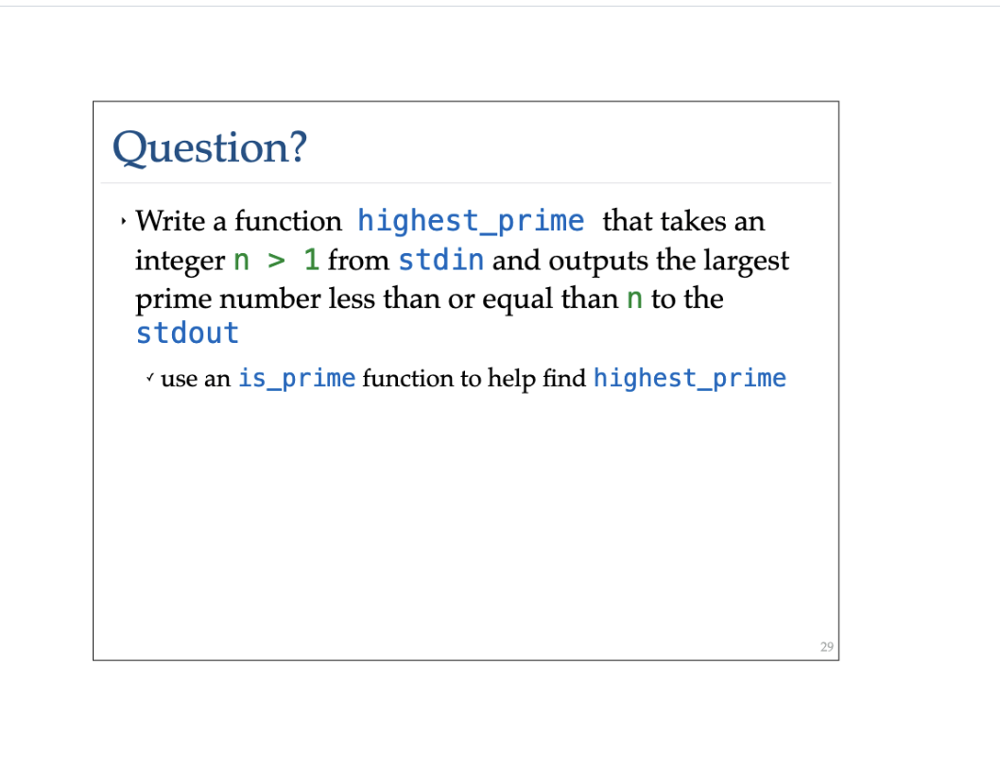 Question?
‣ Write a function highest_prime that takes an
integer n > 1 from stdin and outputs the largest
prime number less than or equal than n to the
stdout
✓ use an is_prime function to help find highest_prime
29